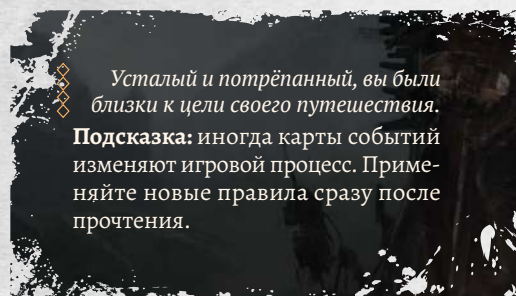 Усталый и потрёпанный, вы были
близки к цели своего путешествия.
Подсказка: иногда карты событий
изменяют игровой процесс. Приме-
няйте новые правила сразу после
прочтения.